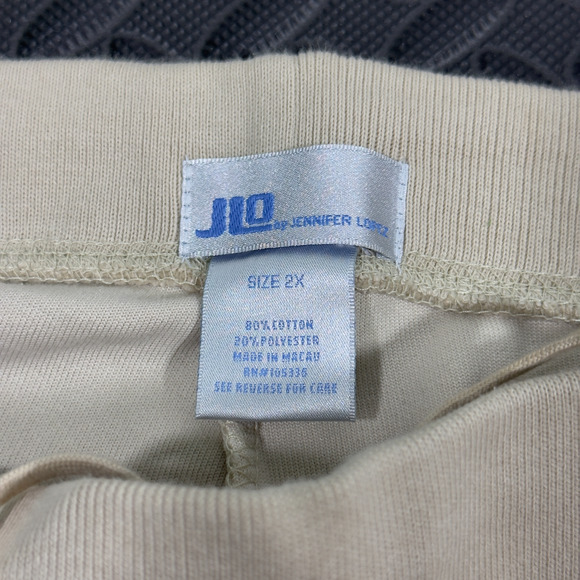 JLO by JENNIFER LOPEZ
SIZE 2X
80% COTTON
20% POLYESTER
MADE IN MACAU
RN#105336
SEE REVERSE FOR CARE